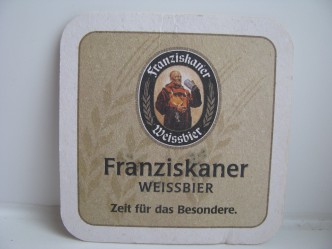 Franziskaner
Weissbier
Franziskaner
WEISSBIER
Zeit für das Besondere.